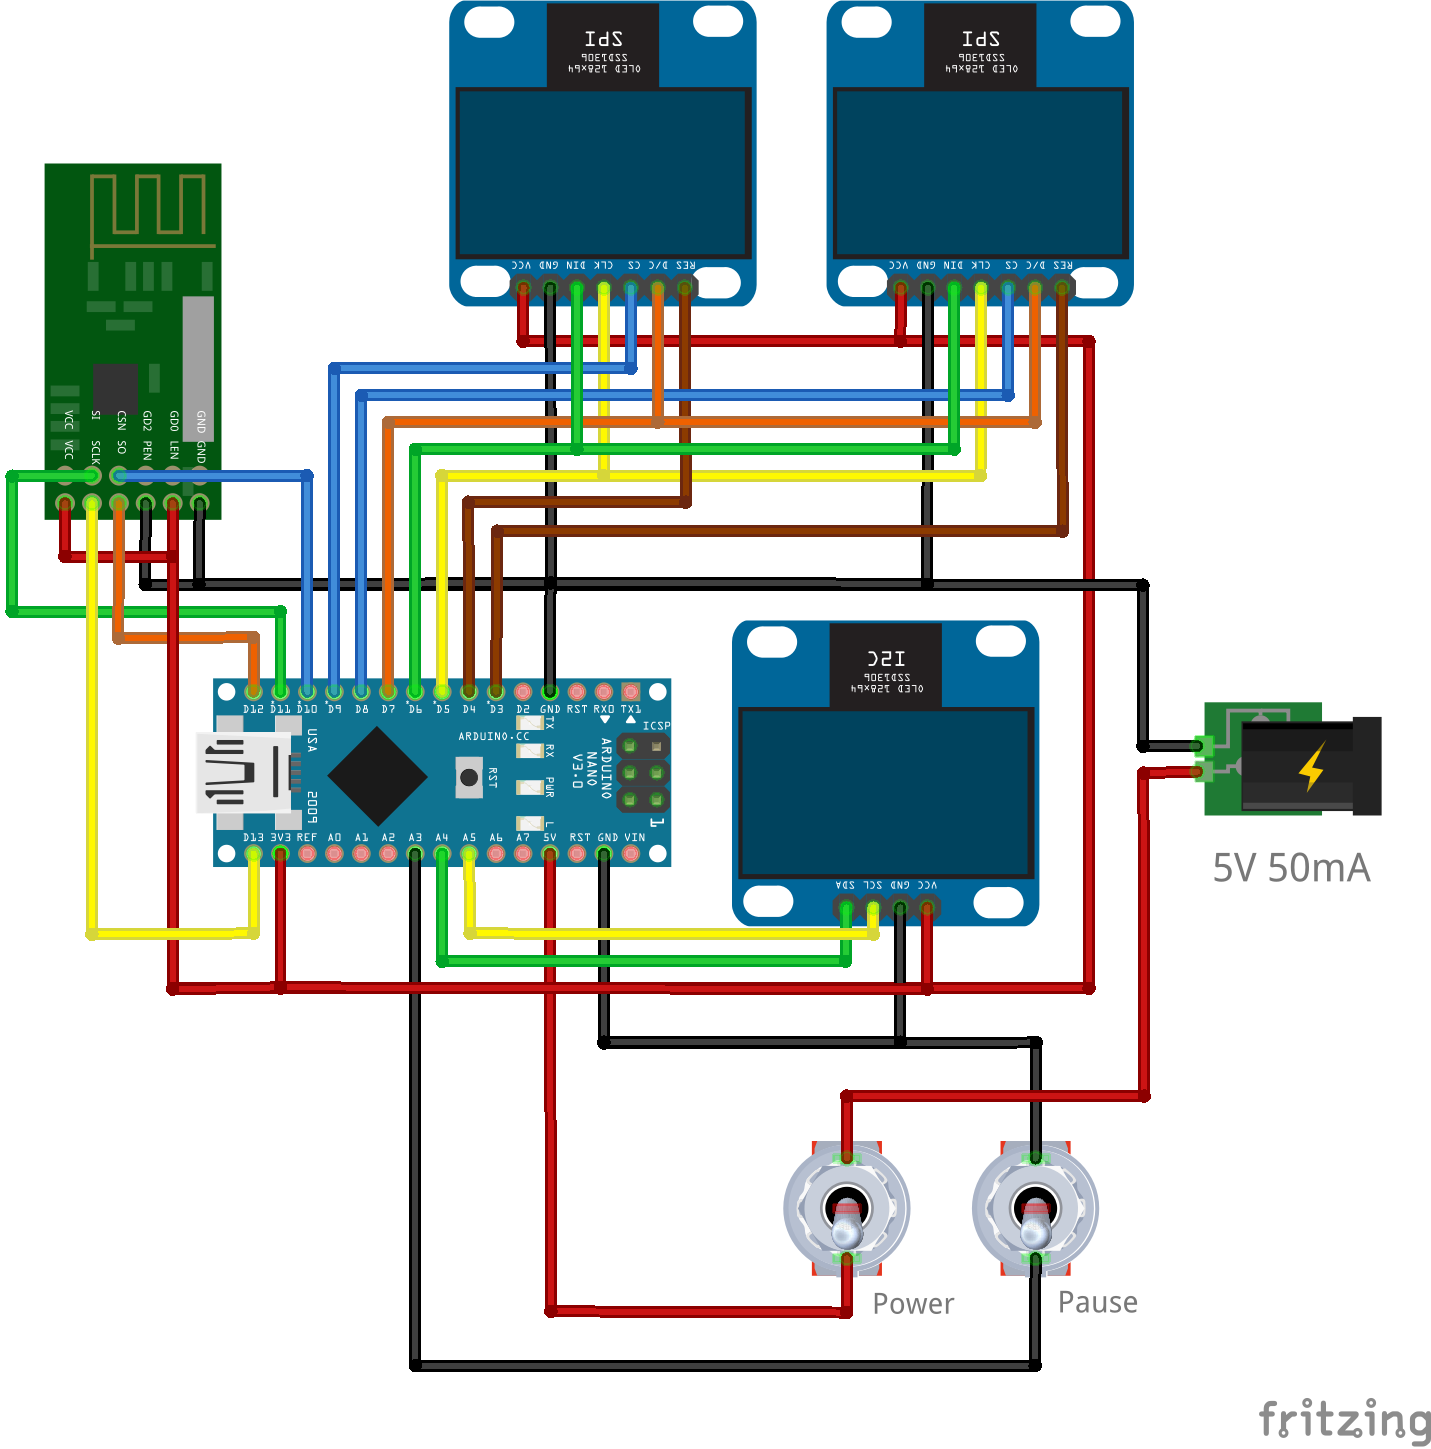 SPI
SSD1306
OLED 128x64
VCC GND DIN CLK CS D/C RES
SPI
SSD1306
OLED 128x64
VCC GND DIN CLK CS D/C RES
VCC SI CSN GD2 GD0 GND
VCC SCLK SO PEN LEN GND
D12 D11 D10 D9 D8 D7 D6 D5 D4 D3 D2 GND RST RX0 TX1
USA
2009
ARDUINO.CC
RST
TX
RX
PWR
L
ARDUINO
NANO
V3.0
ICSP
1
D13 3V3 REF A0 A1 A2 A3 A4 A5 A6 A7 5V RST GND VIN
I2C
SSD1306
OLED 128x64
SDA SCL GND VCC
5V 50mA
Power
Pause
fritzing